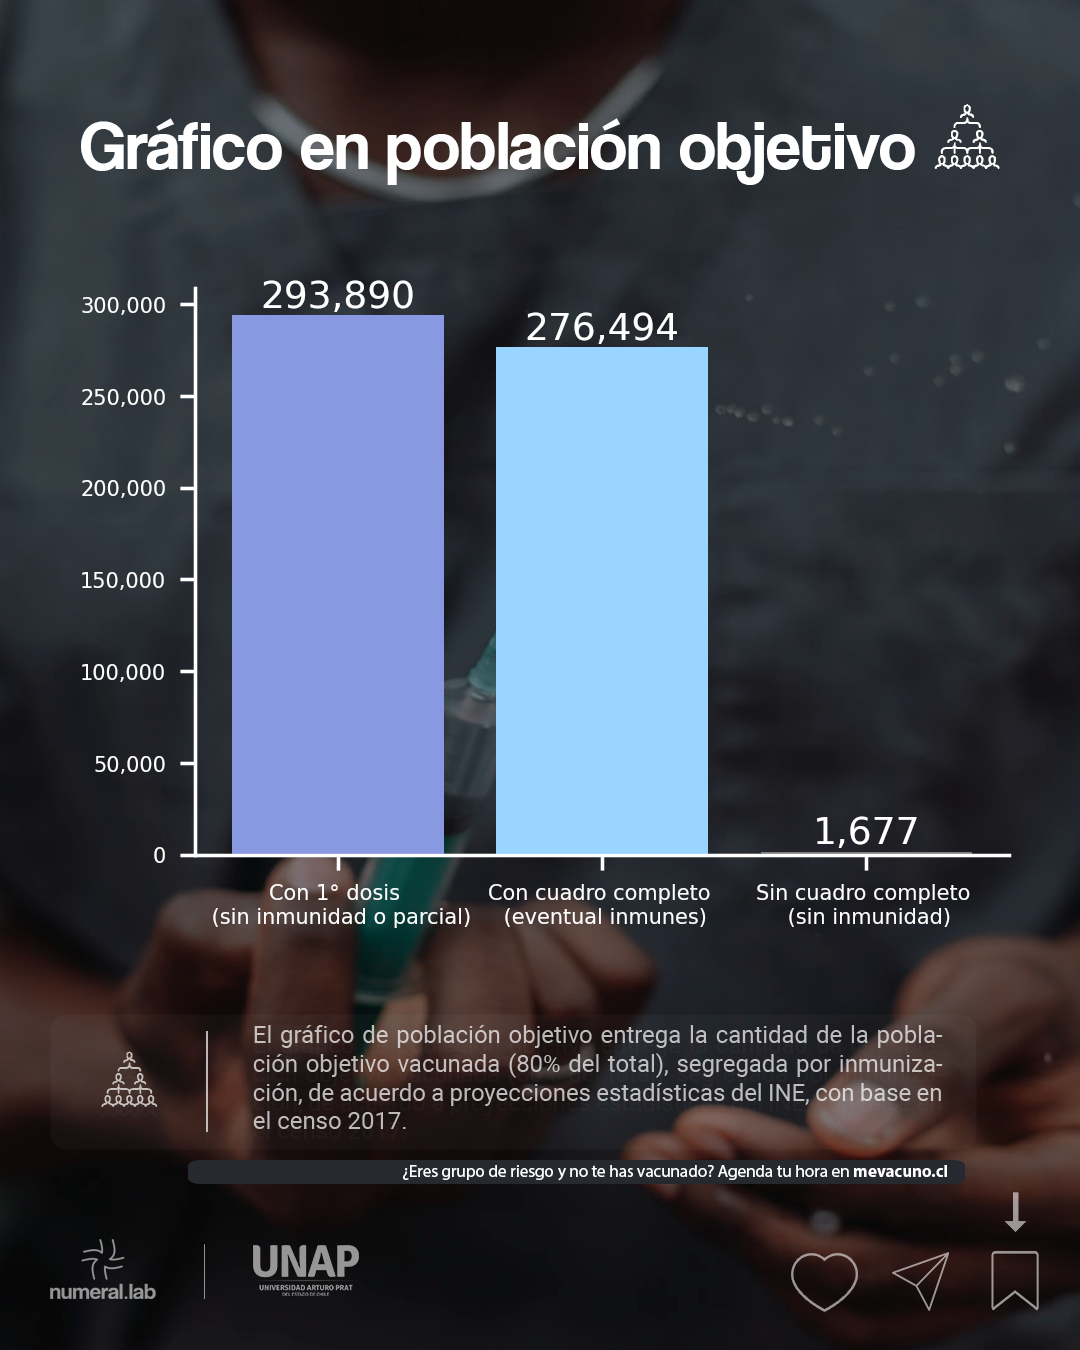 Gráfico en población objetivo
293,890
276,494
1,677
300,000
250,000
200,000
150,000
100,000
50,000
0
Con 1° dosis
(sin inmunidad o parcial)
Con cuadro completo
(eventual inmunes)
Sin cuadro completo
(sin inmunidad)
El gráfico de población objetivo entrega la cantidad de la pobla-
ción objetivo vacunada (80% del total), segregada por inmuniza-
ción, de acuerdo a proyecciones estadísticas del INE, con base en
el censo 2017.
¿Eres grupo de riesgo y no te has vacunado? Agenda tu hora en mevacuno.cl
numeral.lab
UNAP
UNIVERSIDAD ARTURO PRAT
DEL ESTADO DE CHILE